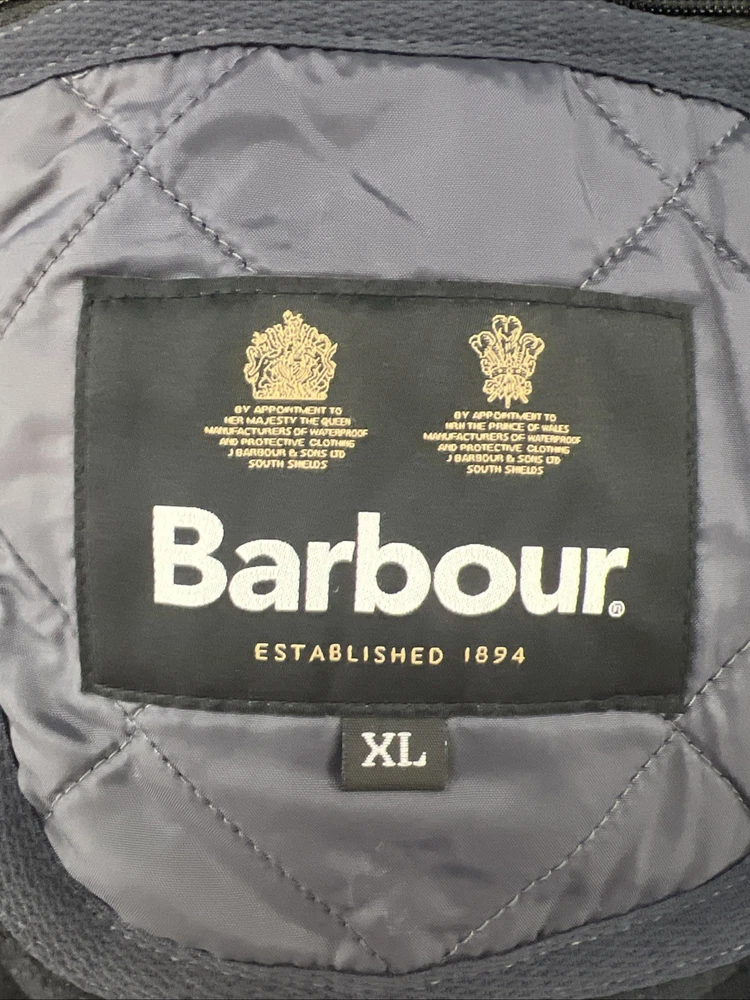 BY APPOINTMENT TO
HER MAJESTY THE QUEEN
MANUFACTURERS OF WATERPROOF
AND PROTECTIVE CLOTHING
J BARBOUR & SONS LTD
SOUTH SHIELDS
BY APPOINTMENT TO
HRH THE PRINCE OF WALES
MANUFACTURERS OF WATERPROOF
AND PROTECTIVE CLOTHING
J BARBOUR & SONS LTD
SOUTH SHIELDS
Barbour®
ESTABLISHED 1894
XL